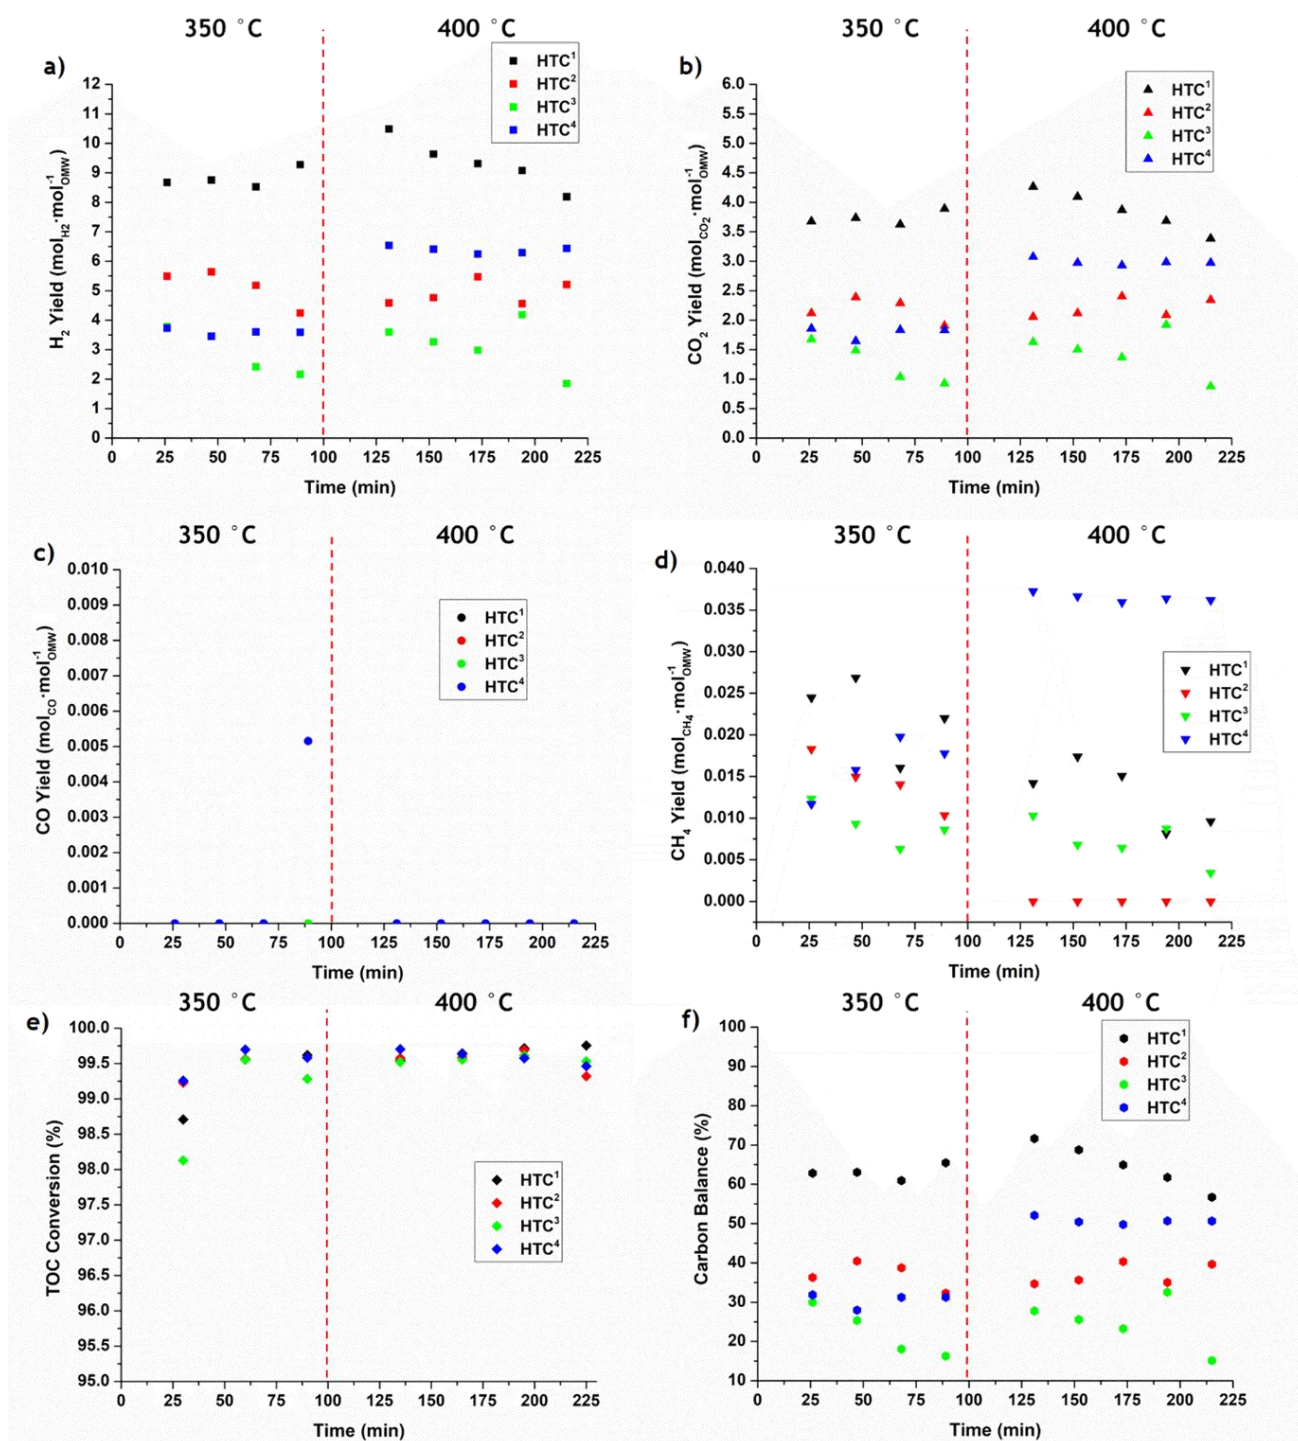 350 °C 400 °C
a)
HTC¹
HTC²
HTC³
HTC⁴
12
11
10
9
8
7
6
5
4
3
2
1
0
H₂ Yield (mol_H2·mol⁻¹_OMW)
0 25 50 75 100 125 150 175 200 225
Time (min)
350 °C 400 °C
b)
HTC¹
HTC²
HTC³
HTC⁴
6.0
5.5
5.0
4.5
4.0
3.5
3.0
2.5
2.0
1.5
1.0
0.5
0.0
CO₂ Yield (mol_CO₂·mol⁻¹_OMW)
0 25 50 75 100 125 150 175 200 225
Time (min)
350 °C 400 °C
c)
HTC¹
HTC²
HTC³
HTC⁴
0.010
0.009
0.008
0.007
0.006
0.005
0.004
0.003
0.002
0.001
0.000
CO Yield (mol_CO·mol⁻¹_OMW)
0 25 50 75 100 125 150 175 200 225
Time (min)
350 °C 400 °C
d)
HTC¹
HTC²
HTC³
HTC⁴
0.040
0.035
0.030
0.025
0.020
0.015
0.010
0.005
0.000
CH₄ Yield (mol_CH₄·mol⁻¹_OMW)
0 25 50 75 100 125 150 175 200 225
Time (min)
350 °C 400 °C
e)
HTC¹
HTC²
HTC³
HTC⁴
100.0
99.5
99.0
98.5
98.0
97.5
97.0
96.5
96.0
95.5
95.0
TOC Conversion (%)
0 25 50 75 100 125 150 175 200 225
Time (min)
350 °C 400 °C
f)
HTC¹
HTC²
HTC³
HTC⁴
100
90
80
70
60
50
40
30
20
10
Carbon Balance (%)
0 25 50 75 100 125 150 175 200 225
Time (min)